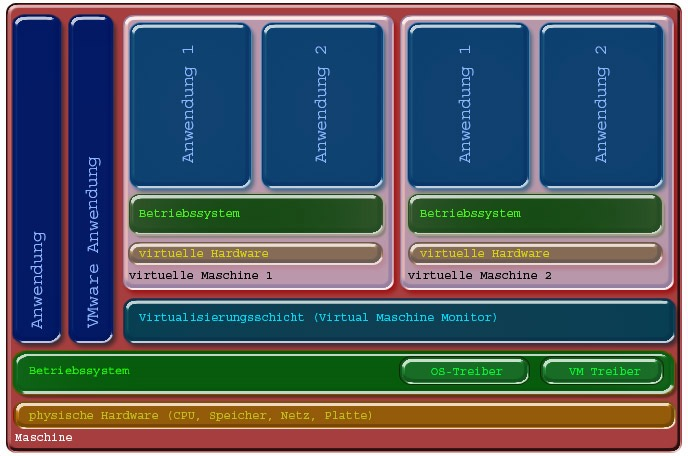 Anwendung
VMware Anwendung
Anwendung 1
Anwendung 2
Betriebssystem
virtuelle Hardware
virtuelle Maschine 1
Anwendung 1
Anwendung 2
Betriebssystem
virtuelle Hardware
virtuelle Maschine 2
Virtualisierungsschicht (Virtual Maschine Monitor)
Betriebssystem
OS-Treiber
VM Treiber
physische Hardware (CPU, Speicher, Netz, Platte)
Maschine